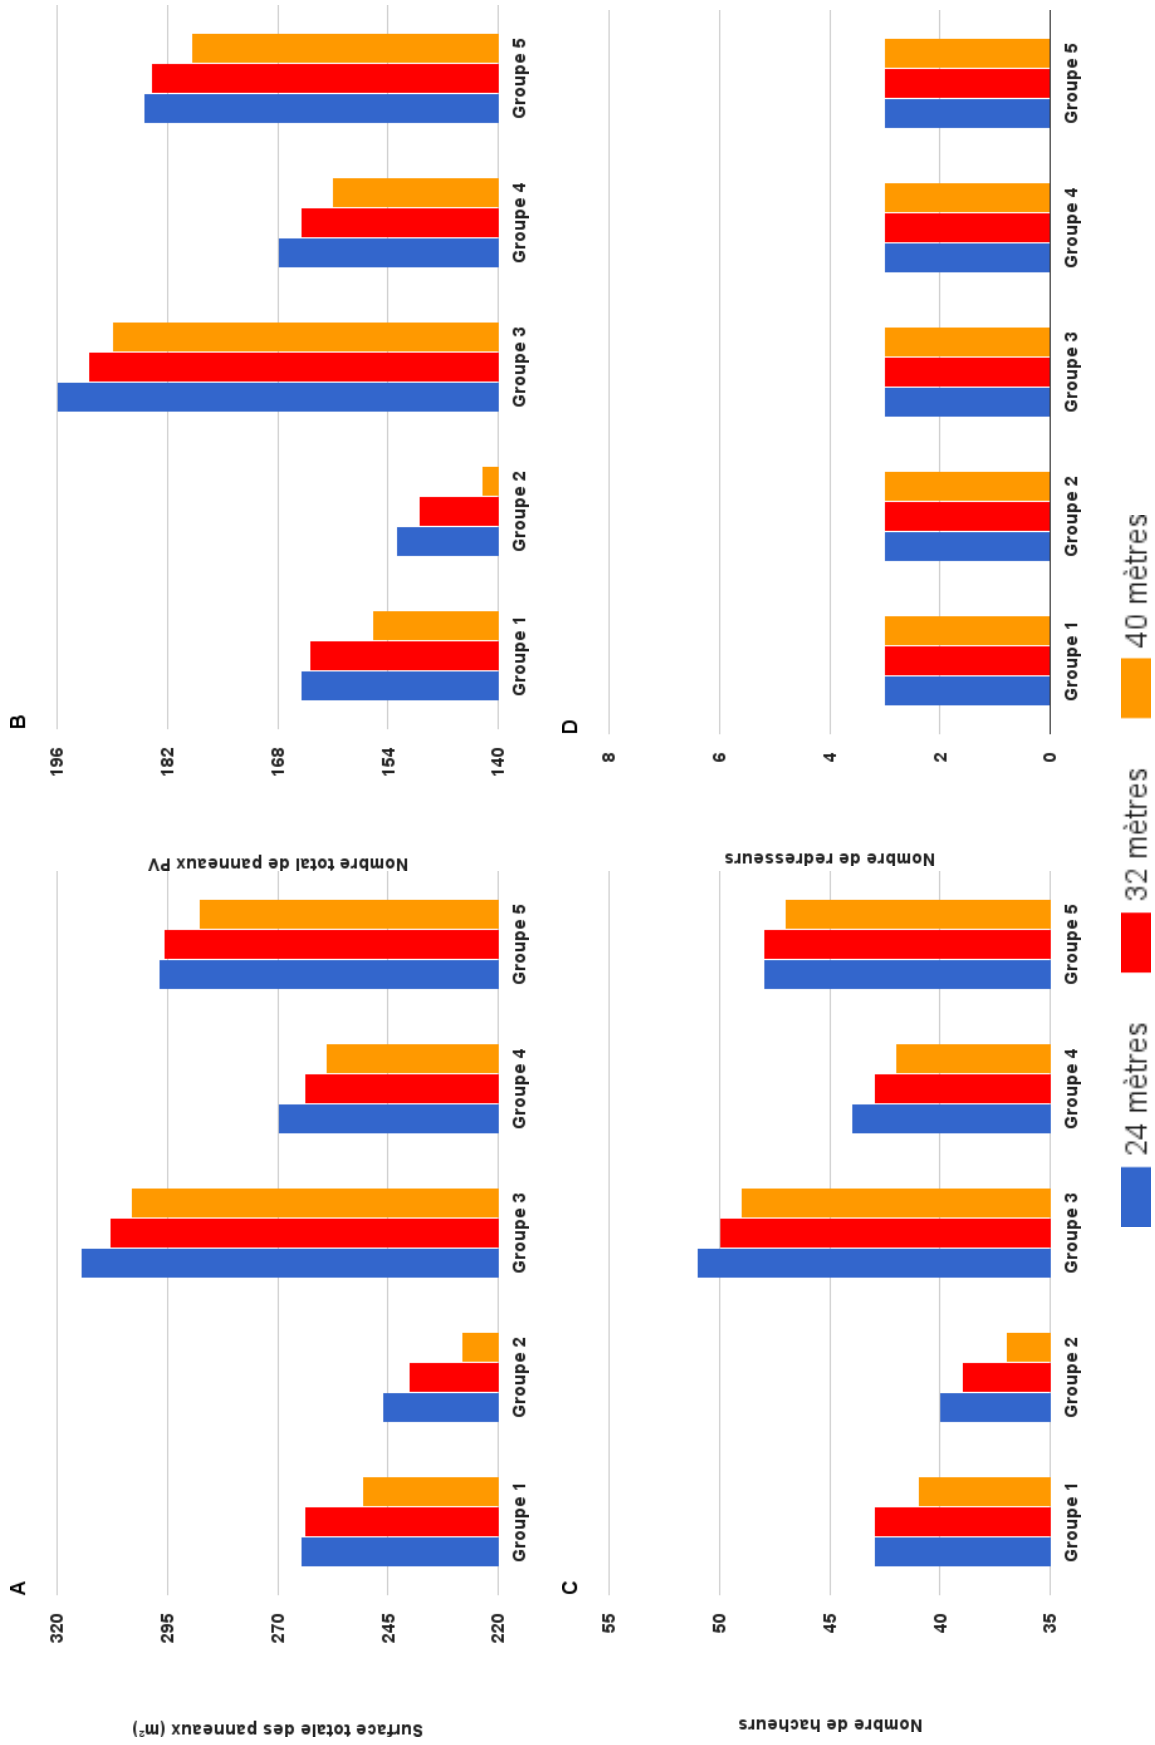 A
Surface totale des panneaux (m²)
320
295
270
245
220
Groupe 1
Groupe 2
Groupe 3
Groupe 4
Groupe 5
B
Nombre total de panneaux PV
196
182
168
154
140
Groupe 1
Groupe 2
Groupe 3
Groupe 4
Groupe 5
C
Nombre de hacheurs
55
50
45
40
35
Groupe 1
Groupe 2
Groupe 3
Groupe 4
Groupe 5
D
Nombre de redresseurs
8
6
4
2
0
Groupe 1
Groupe 2
Groupe 3
Groupe 4
Groupe 5
24 mètres
32 mètres
40 mètres